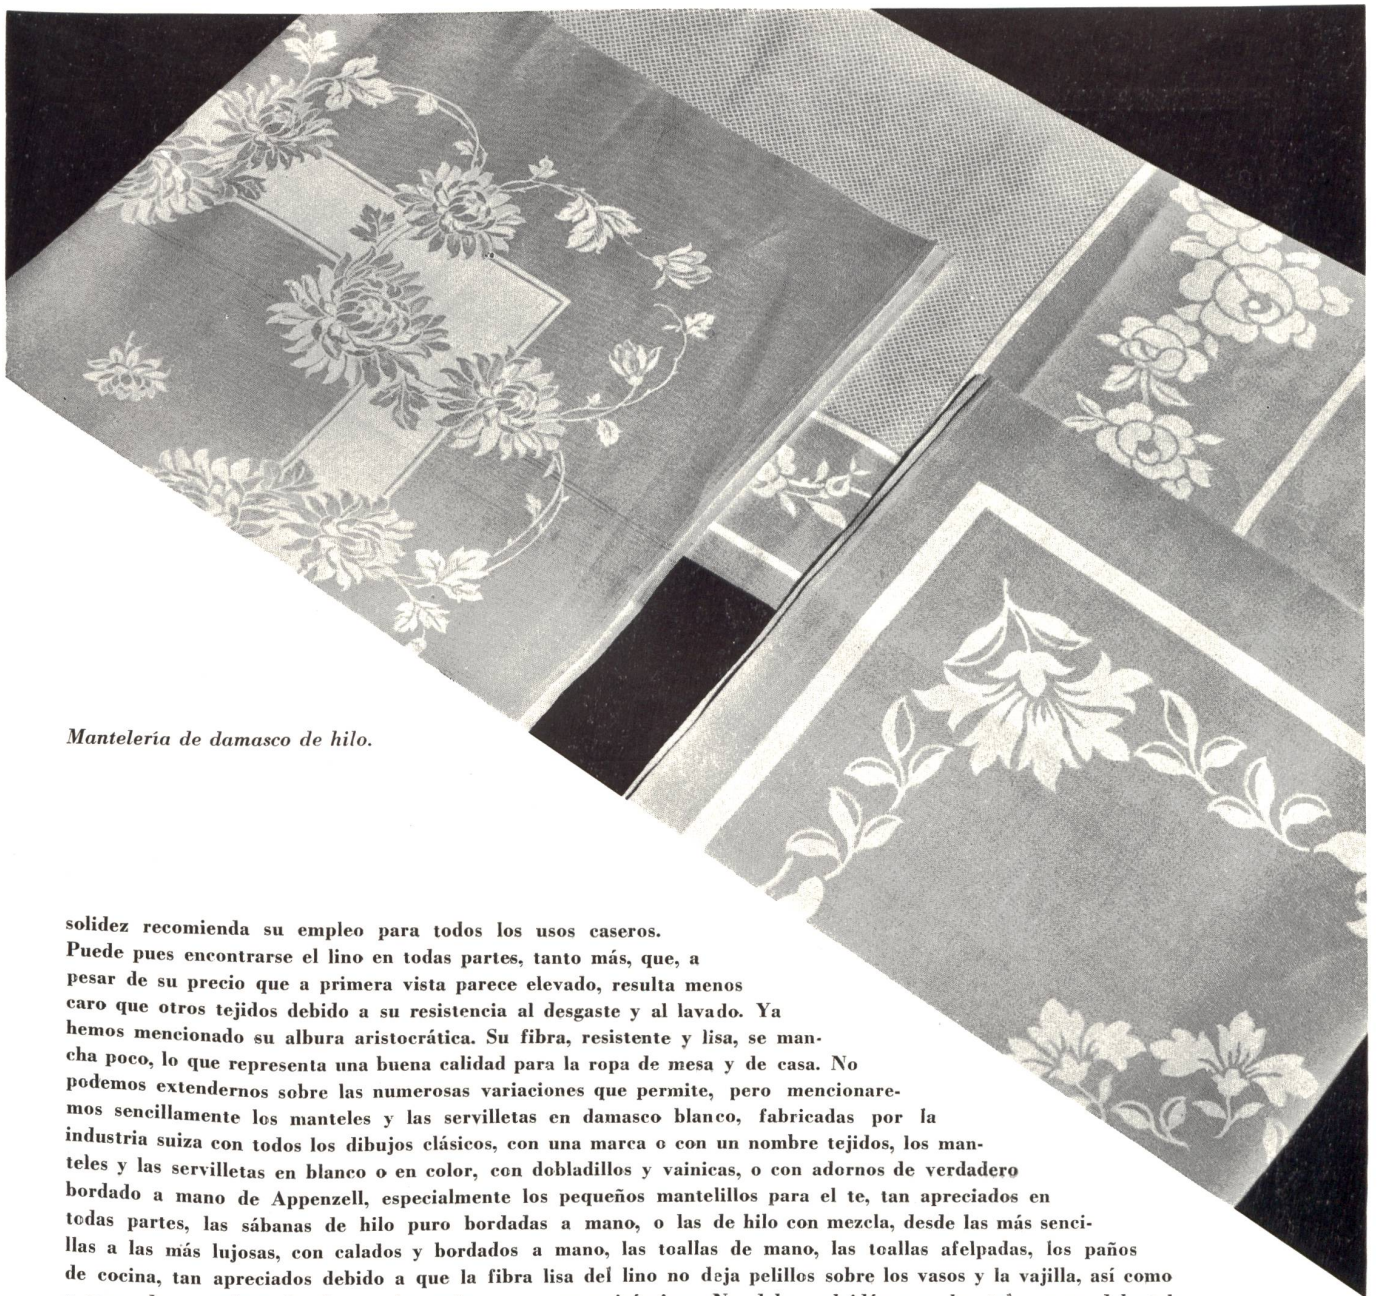 Mantelería de damasco de hilo.
solidez recomienda su empleo para todos los usos caseros.
Puede pues encontrarse el lino en todas partes, tanto más, que, a
pesar de su precio que a primera vista parece elevado, resulta menos
caro que otros tejidos debido a su resistencia al desgaste y al lavado. Ya
hemos mencionado su albura aristocrática. Su fibra, resistente y lisa, se man-
cha poco, lo que representa una buena calidad para la ropa de mesa y de casa. No
podemos extendernos sobre las numerosas variaciones que permite, pero mencionare-
mos sencillamente los manteles y las servilletas en damasco blanco, fabricadas por la
industria suiza con todos los dibujos clásicos, con una marca o con un nombre tejidos, los man-
teles y las servilletas en blanco o en color, con dobladillos y vainicas, o con adornos de verdadero
bordado a mano de Appenzell, especialmente los pequeños mantelillos para el te, tan apreciados en
todas partes, las sábanas de hilo puro bordadas a mano, o las de hilo con mezcla, desde las más senci-
llas a las más lujosas, con calados y bordados a mano, las toallas de mano, las toallas afelpadas, los paños
de cocina, tan apreciados debido a que la fibra lisa del lino no deja pelillos sobre los vasos y la vajilla, así como